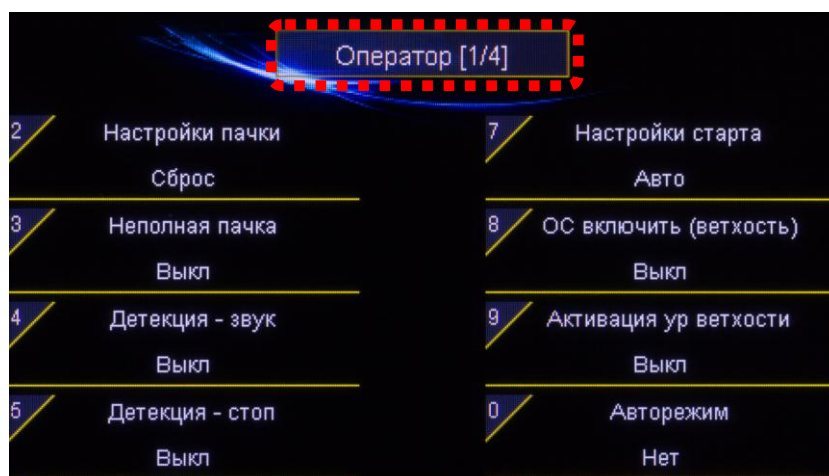 Оператор [1/4]
2 Настройки пачки
Сброс
3 Неполная пачка
Выкл
4 Детекция - звук
Выкл
5 Детекция - стоп
Выкл
7 Настройки старта
Авто
8 ОС включить (ветхость)
Выкл
9 Активация ур ветхости
Выкл
0 Авторежим
Нет